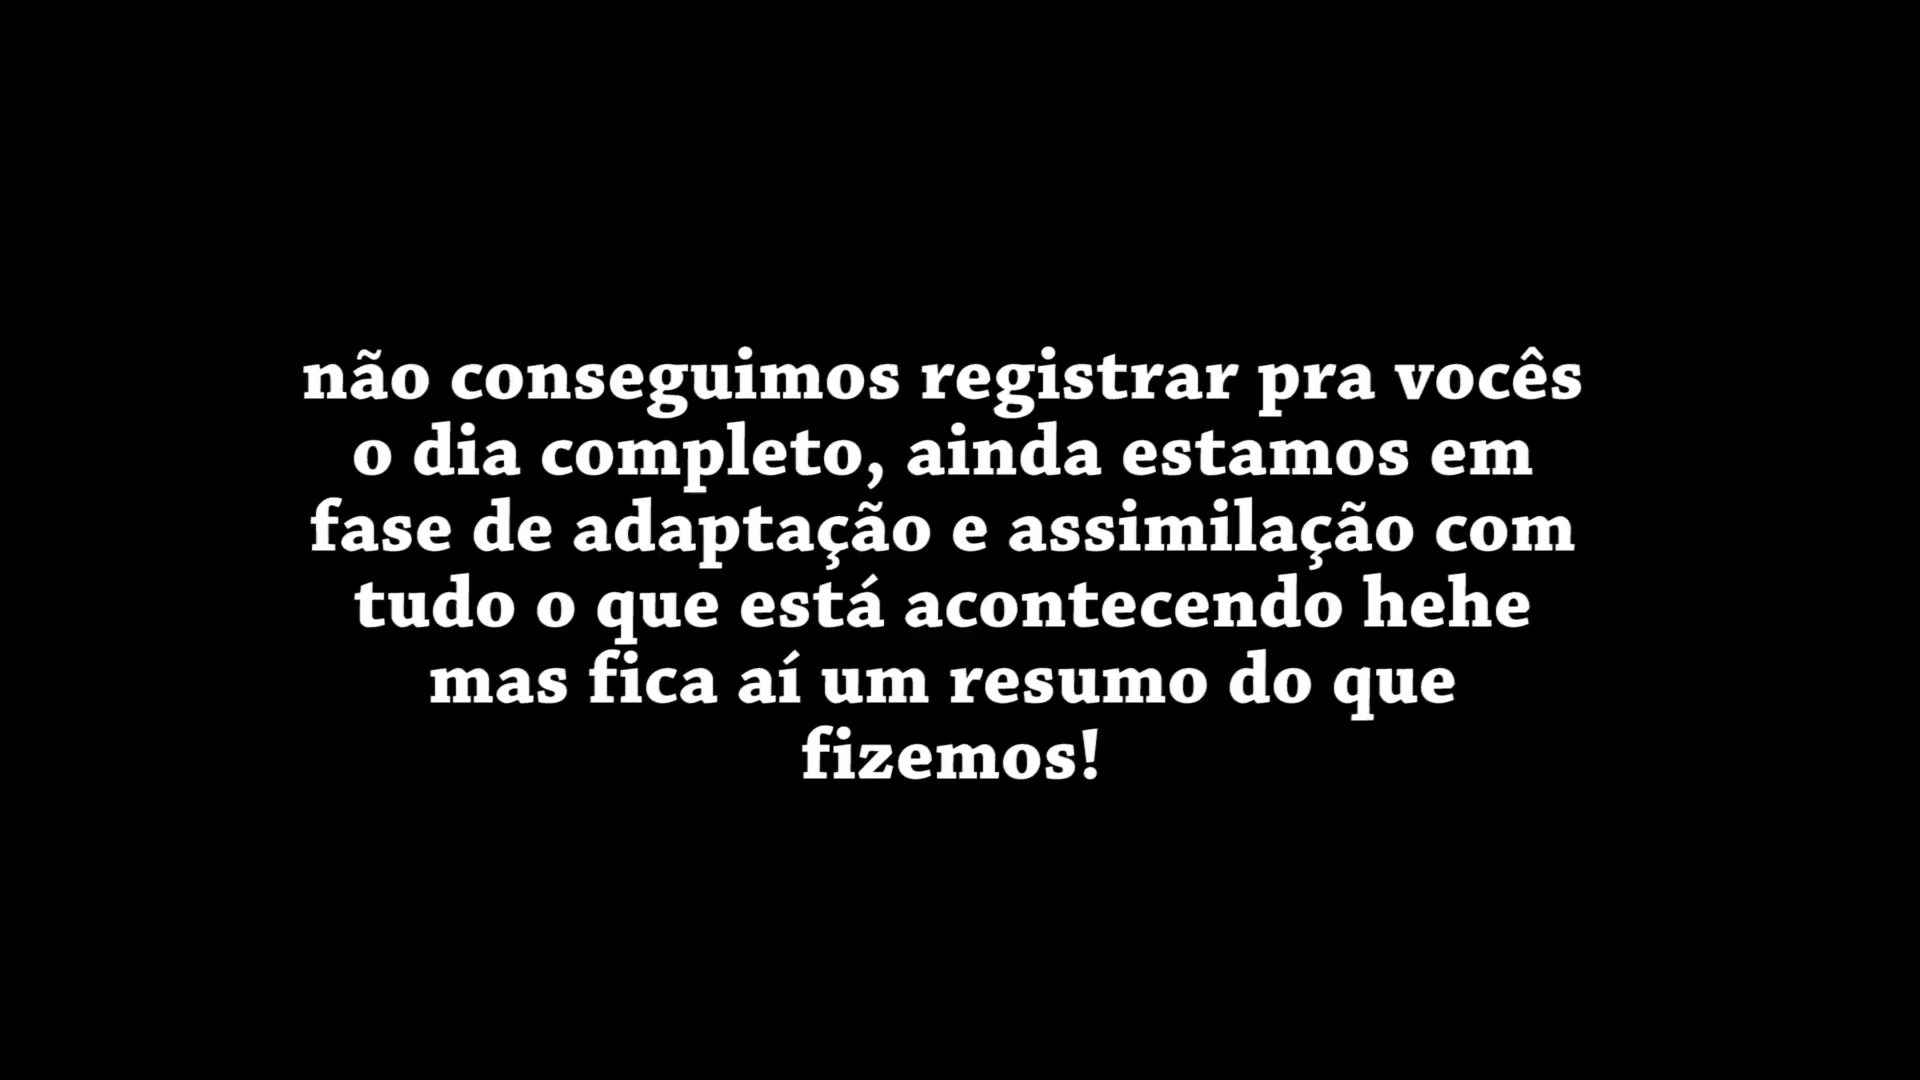 não conseguimos registrar pra vocês
o dia completo, ainda estamos em
fase de adaptação e assimilação com
tudo o que está acontecendo hehe
mas fica aí um resumo do que
fizemos!